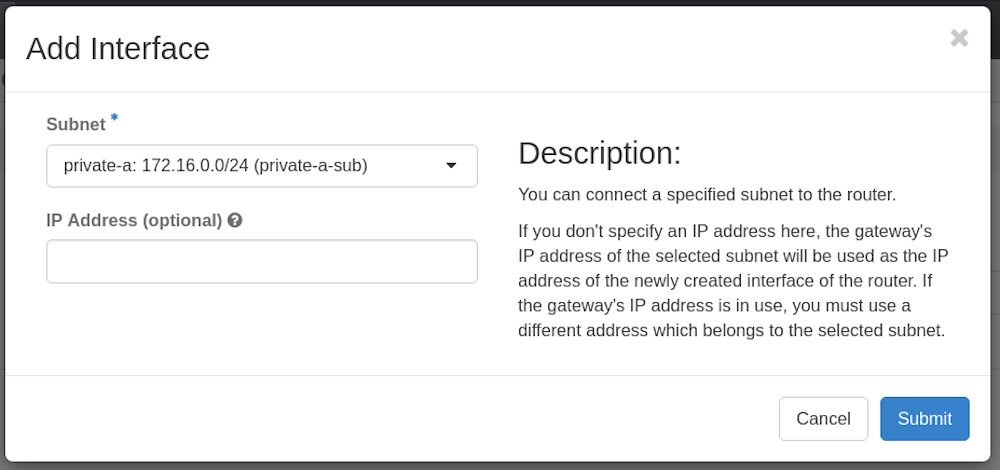 Add Interface
Subnet *
private-a: 172.16.0.0/24 (private-a-sub)
IP Address (optional)
Description:
You can connect a specified subnet to the router.
If you don't specify an IP address here, the gateway's
IP address of the selected subnet will be used as the IP
address of the newly created interface of the router. If
the gateway's IP address is in use, you must use a
different address which belongs to the selected subnet.
Cancel
Submit